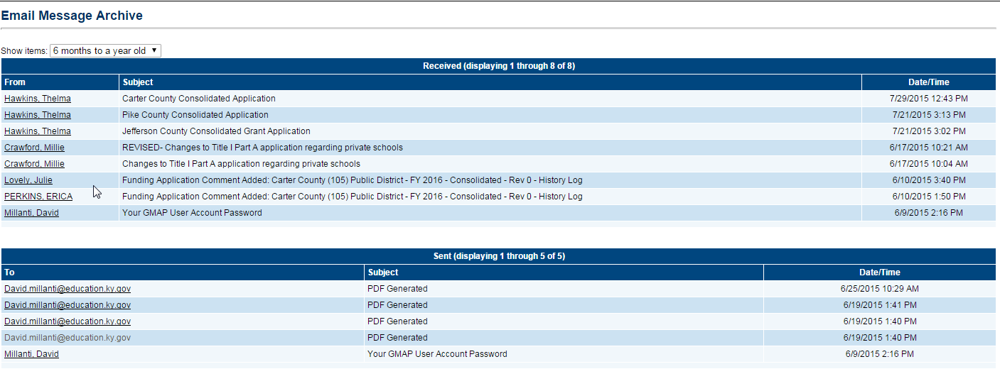 Email Message Archive
Show items: 6 months to a year old
Received (displaying 1 through 8 of 8)
From Subject Date/Time
Hawkins, Thelma Carter County Consolidated Application 7/29/2015 12:43 PM
Hawkins, Thelma Pike County Consolidated Application 7/21/2015 3:13 PM
Hawkins, Thelma Jefferson County Consolidated Grant Application 7/21/2015 3:02 PM
Crawford, Millie REVISED- Changes to Title I Part A application regarding private schools 6/17/2015 10:21 AM
Crawford, Millie Changes to Title I Part A application regarding private schools 6/17/2015 10:04 AM
Lovely, Julie Funding Application Comment Added: Carter County (105) Public District - FY 2016 - Consolidated - Rev 0 - History Log 6/10/2015 3:40 PM
PERKINS, ERICA Funding Application Comment Added: Carter County (105) Public District - FY 2016 - Consolidated - Rev 0 - History Log 6/10/2015 1:50 PM
Millanti, David Your GMAP User Account Password 6/9/2015 2:16 PM
Sent (displaying 1 through 5 of 5)
To Subject Date/Time
David.millanti@education.ky.gov PDF Generated 6/25/2015 10:29 AM
David.millanti@education.ky.gov PDF Generated 6/19/2015 1:41 PM
David.millanti@education.ky.gov PDF Generated 6/19/2015 1:40 PM
David.millanti@education.ky.gov PDF Generated 6/19/2015 1:40 PM
Millanti, David Your GMAP User Account Password 6/9/2015 2:16 PM